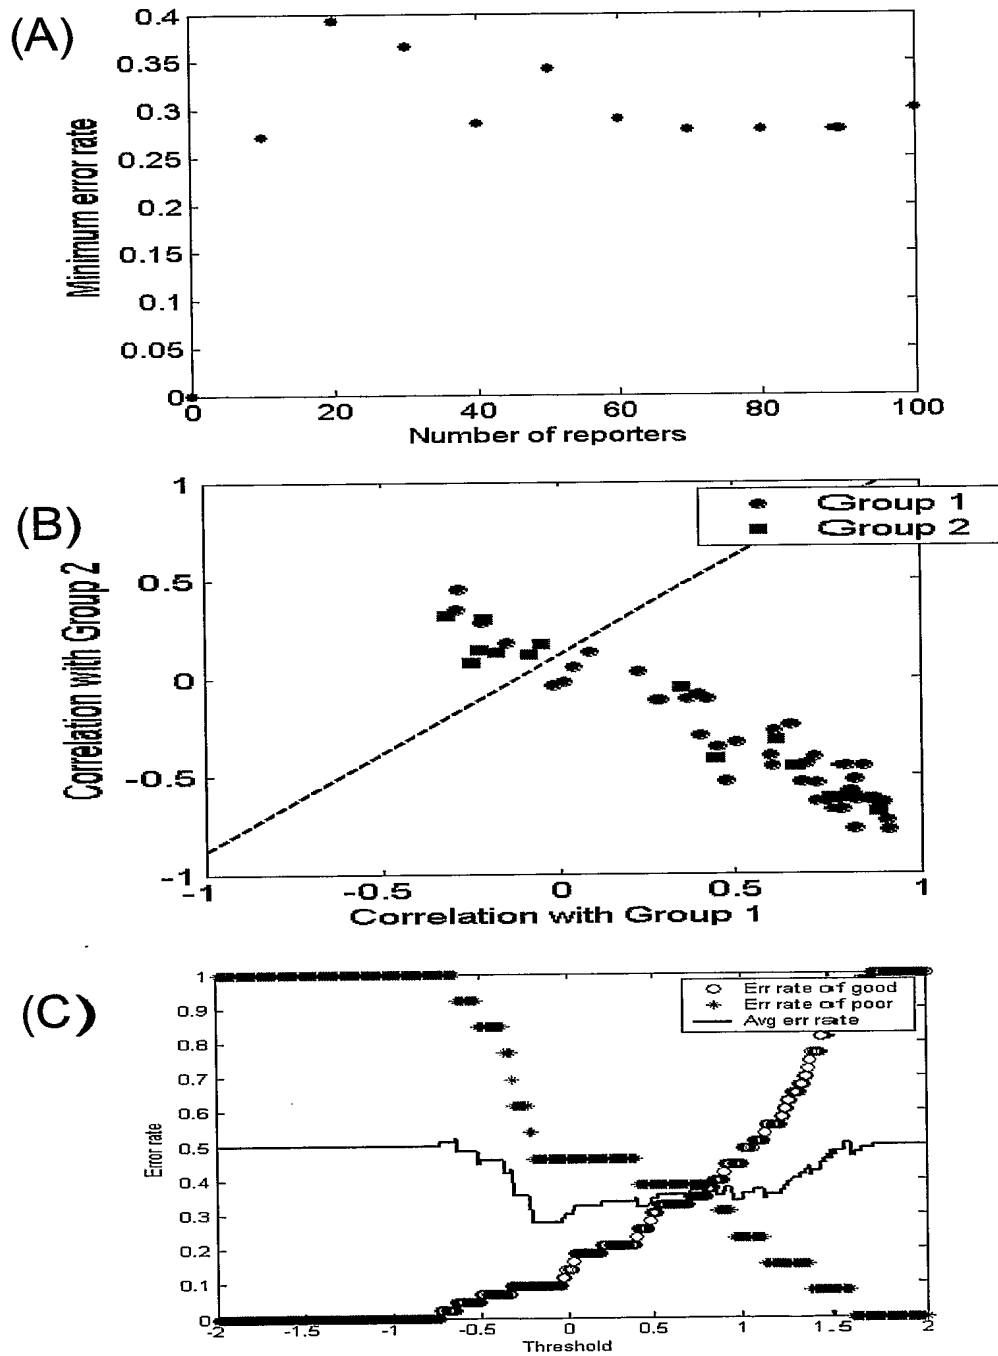 (A)
Minimum error rate
0.4
0.35
0.3
0.25
0.2
0.15
0.1
0.05
0
0 20 40 60 80 100
Number of reporters
(B)
Correlation with Group 2
Group 1
Group 2
1
0.5
0
-0.5
-1
-1 -0.5 0 0.5 1
Correlation with Group 1
(C)
Error rate
Err rate of good
Err rate of poor
Avg err rate
1
0.9
0.8
0.7
0.6
0.5
0.4
0.3
0.2
0.1
0
-2 -1.5 -1 -0.5 0 0.5 1 1.5 2
Threshold